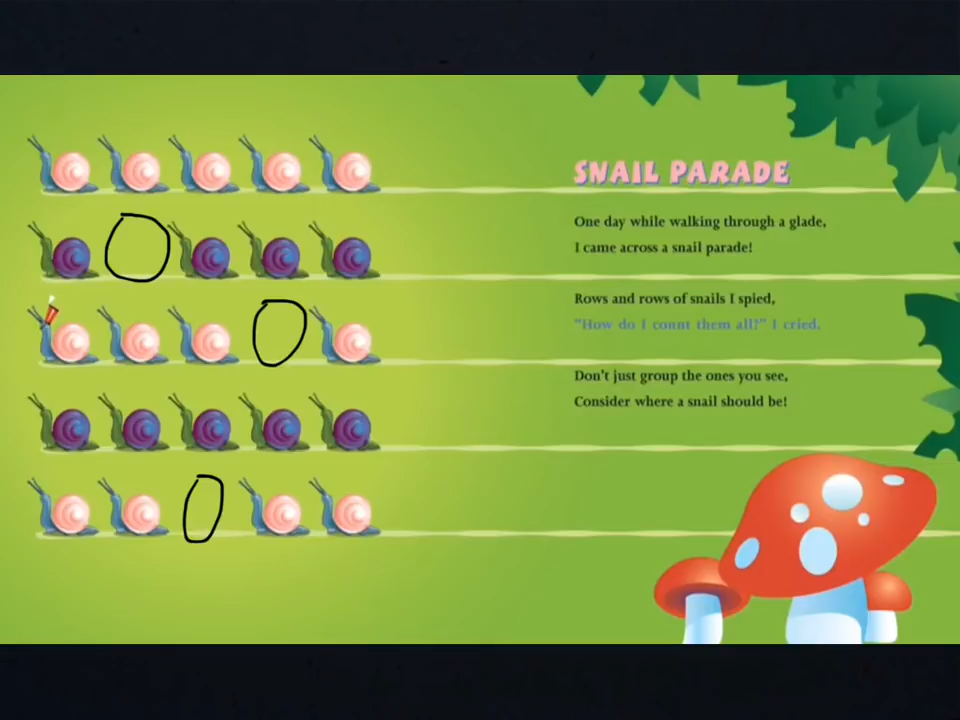 SNAIL PARADE
One day while walking through a glade,
I came across a snail parade!
Rows and rows of snails I spied,
"How do I count them all?" I cried.
Don't just group the ones you see,
Consider where a snail should be!